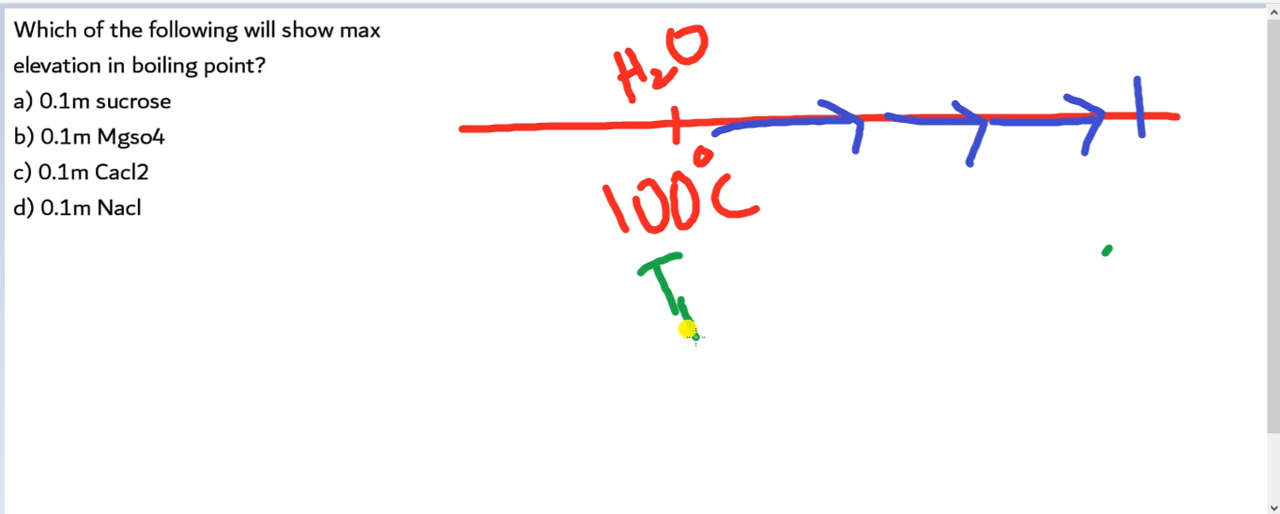 Which of the following will show max
elevation in boiling point?
a) 0.1m sucrose
b) 0.1m Mgso4
c) 0.1m Cacl2
d) 0.1m Nacl
H₂O
100°C
T